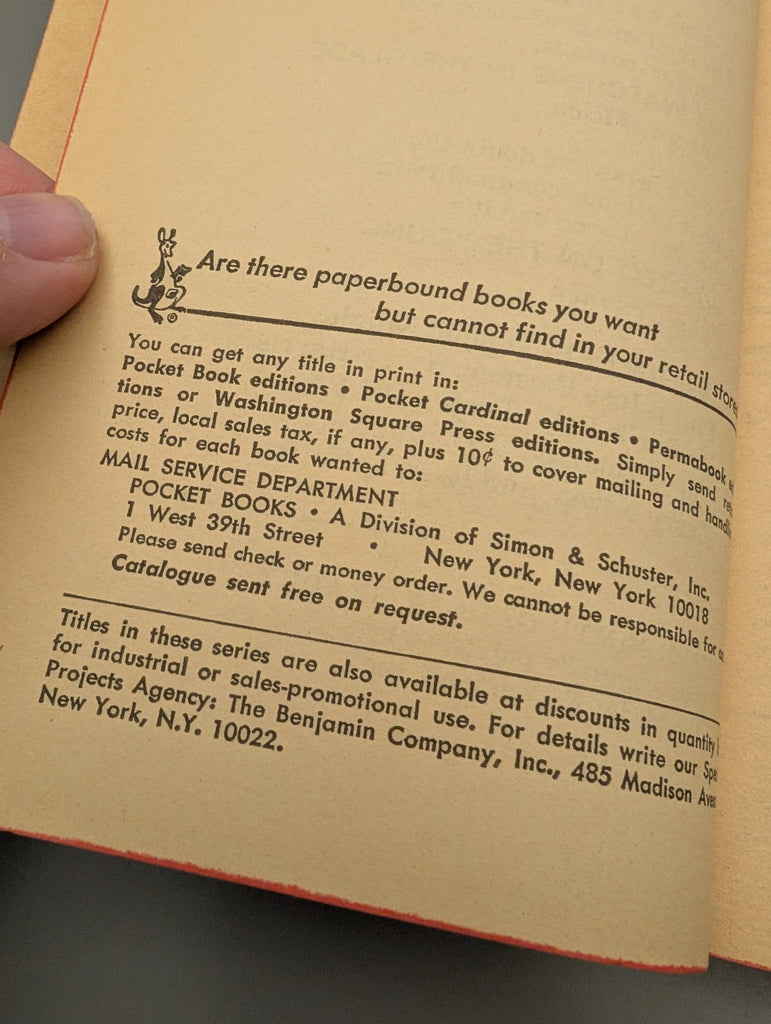 Are there paperbound books you want
but cannot find in your retail store
®
You can get any title in print in:
Pocket Book editions • Pocket Cardinal editions • Permabook
tions or Washington Square Press editions. Simply send
price, local sales tax, if any, plus 10¢ to cover mailing and
costs for each book wanted to:
MAIL SERVICE DEPARTMENT
POCKET BOOKS • A Division of Simon & Schuster, Inc.
1 West 39th Street • New York, New York 10018
Please send check or money order. We cannot be responsible for
Catalogue sent free on request.
Titles in these series are also available at discounts in quantity
for industrial or sales-promotional use. For details write our
Projects Agency: The Benjamin Company, Inc., 485 Madison
New York, N.Y. 10022.